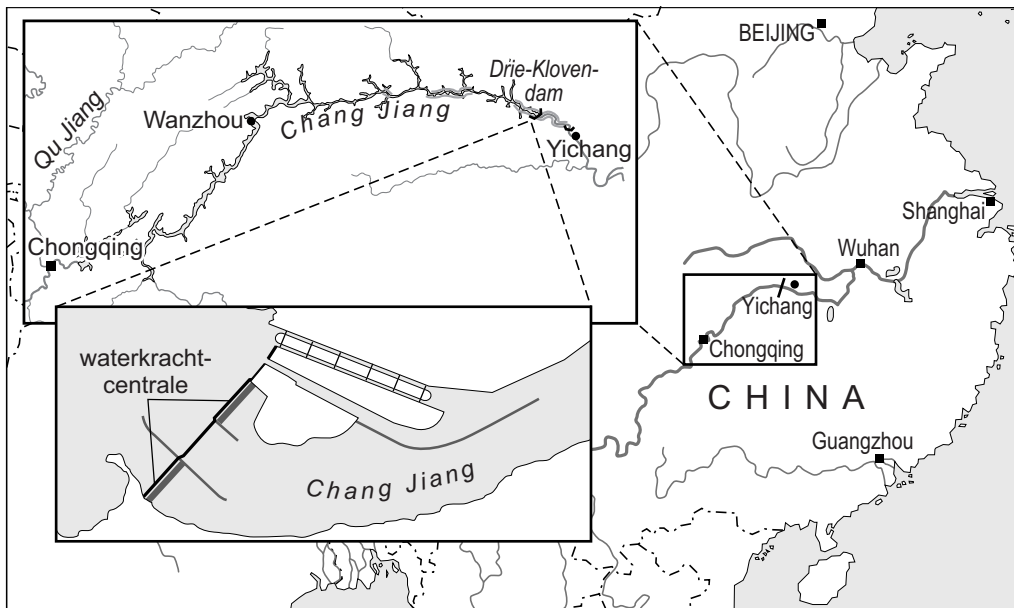 BEIJING
Drie-Kloven-
dam
Wanzhou
Chang Jiang
Qu Jiang
Yichang
Chongqing
Shanghai
Wuhan
Yichang
Chongqing
waterkracht-
centrale
CHINA
Guangzhou
Chang Jiang